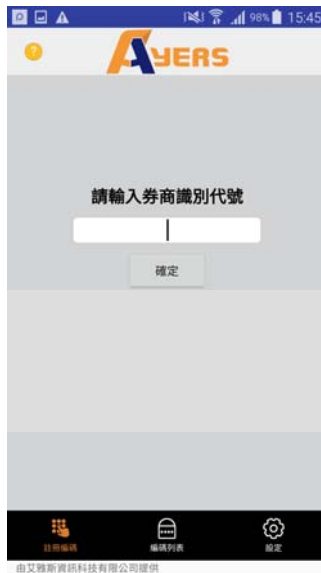 98% 15:45
?
AYERS
請輸入券商識別代號
確定
註冊編碼
編碼列表
設定
由艾雅斯資訊科技有限公司提供